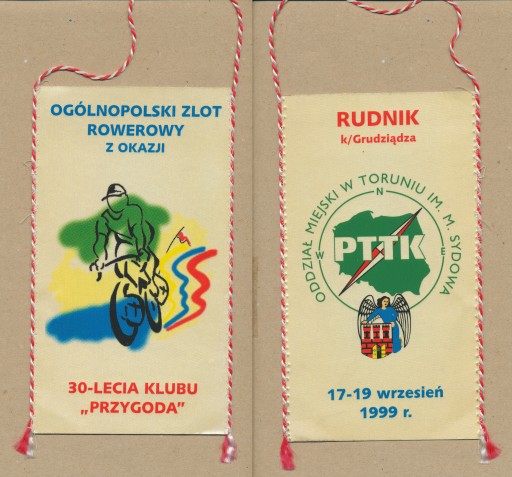 OGÓLNOPOLSKI ZLOT
ROWEROWY
Z OKAZJI
30-LECIA KLUBU
„PRZYGODA"
RUDNIK
k/Grudziądza
ODDZIAŁ MIEJSKI W TORUNIU IM. M. SYDOWA
N
W
E
PTTK
17-19 wrzesień
1999 r.